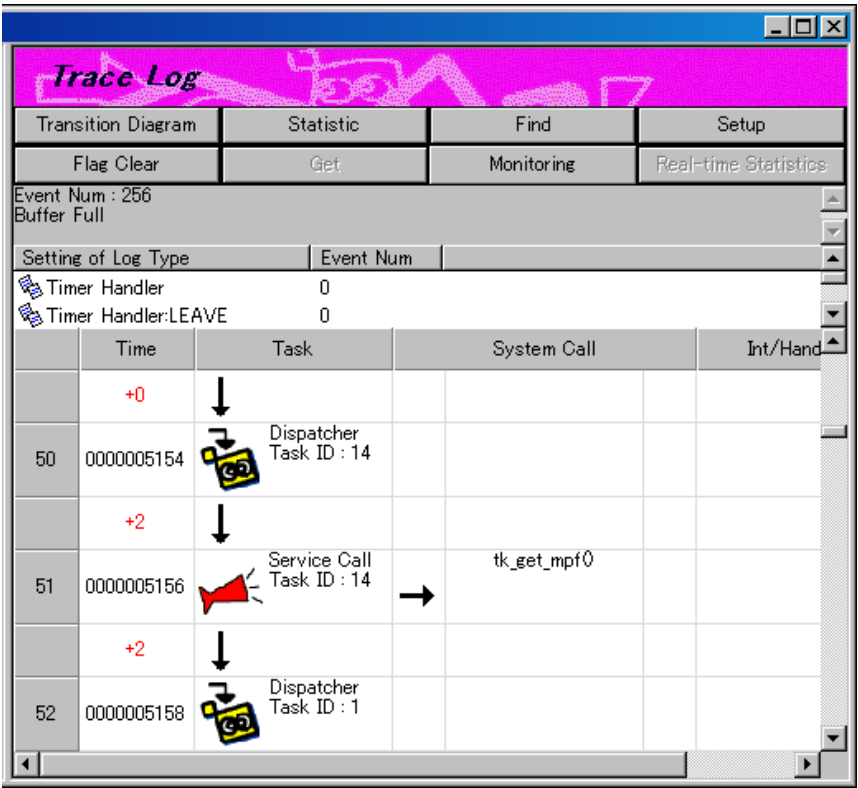 Trace Log
Transition Diagram Statistic Find Setup
Flag Clear Get Monitoring Real-time Statistics
Event Num : 256
Buffer Full
Setting of Log Type Event Num
Timer Handler 0
Timer Handler:LEAVE 0
Time Task System Call Int/Hand
+0
50 0000005154 Dispatcher
Task ID : 14
+2
51 0000005156 Service Call tk_get_mpf()
Task ID : 14
+2
52 0000005158 Dispatcher
Task ID : 1